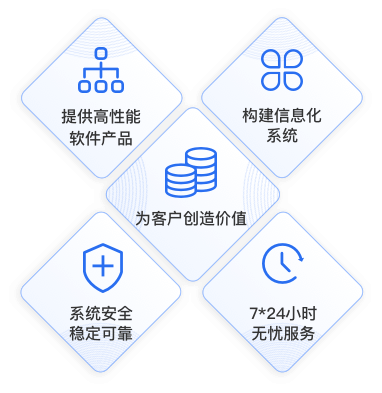 提供高性能
软件产品
构建信息化
系统
为客户创造价值
系统安全
稳定可靠
7*24小时
无忧服务